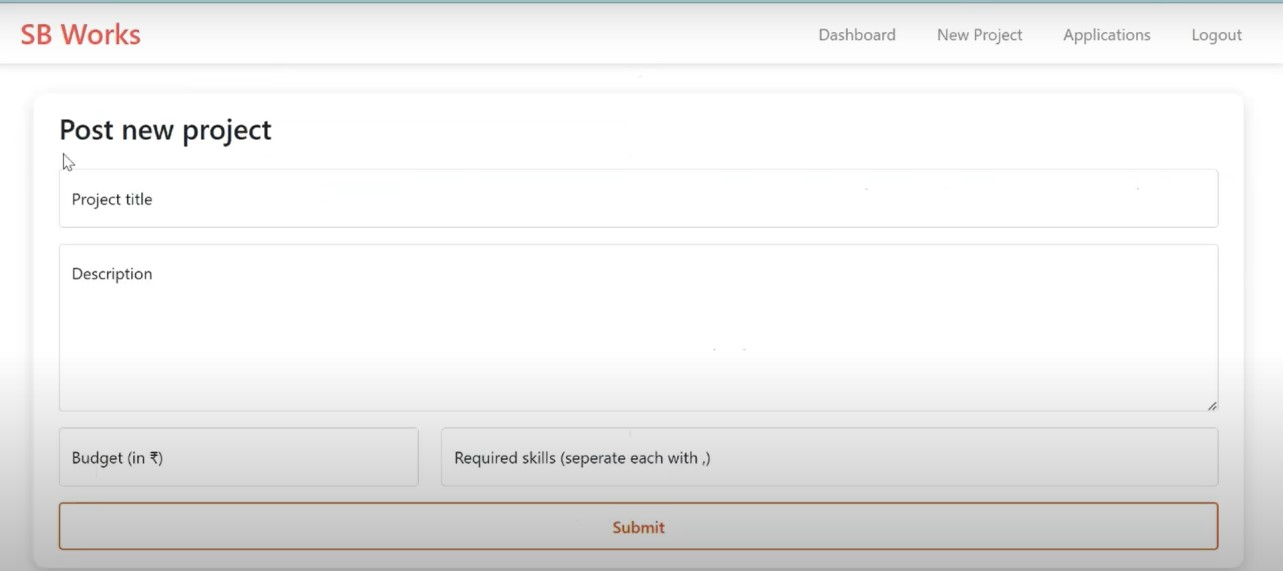 SB Works
Dashboard New Project Applications Logout
Post new project
Project title
Description
Budget (in ₹)
Required skills (seperate each with ,)
Submit